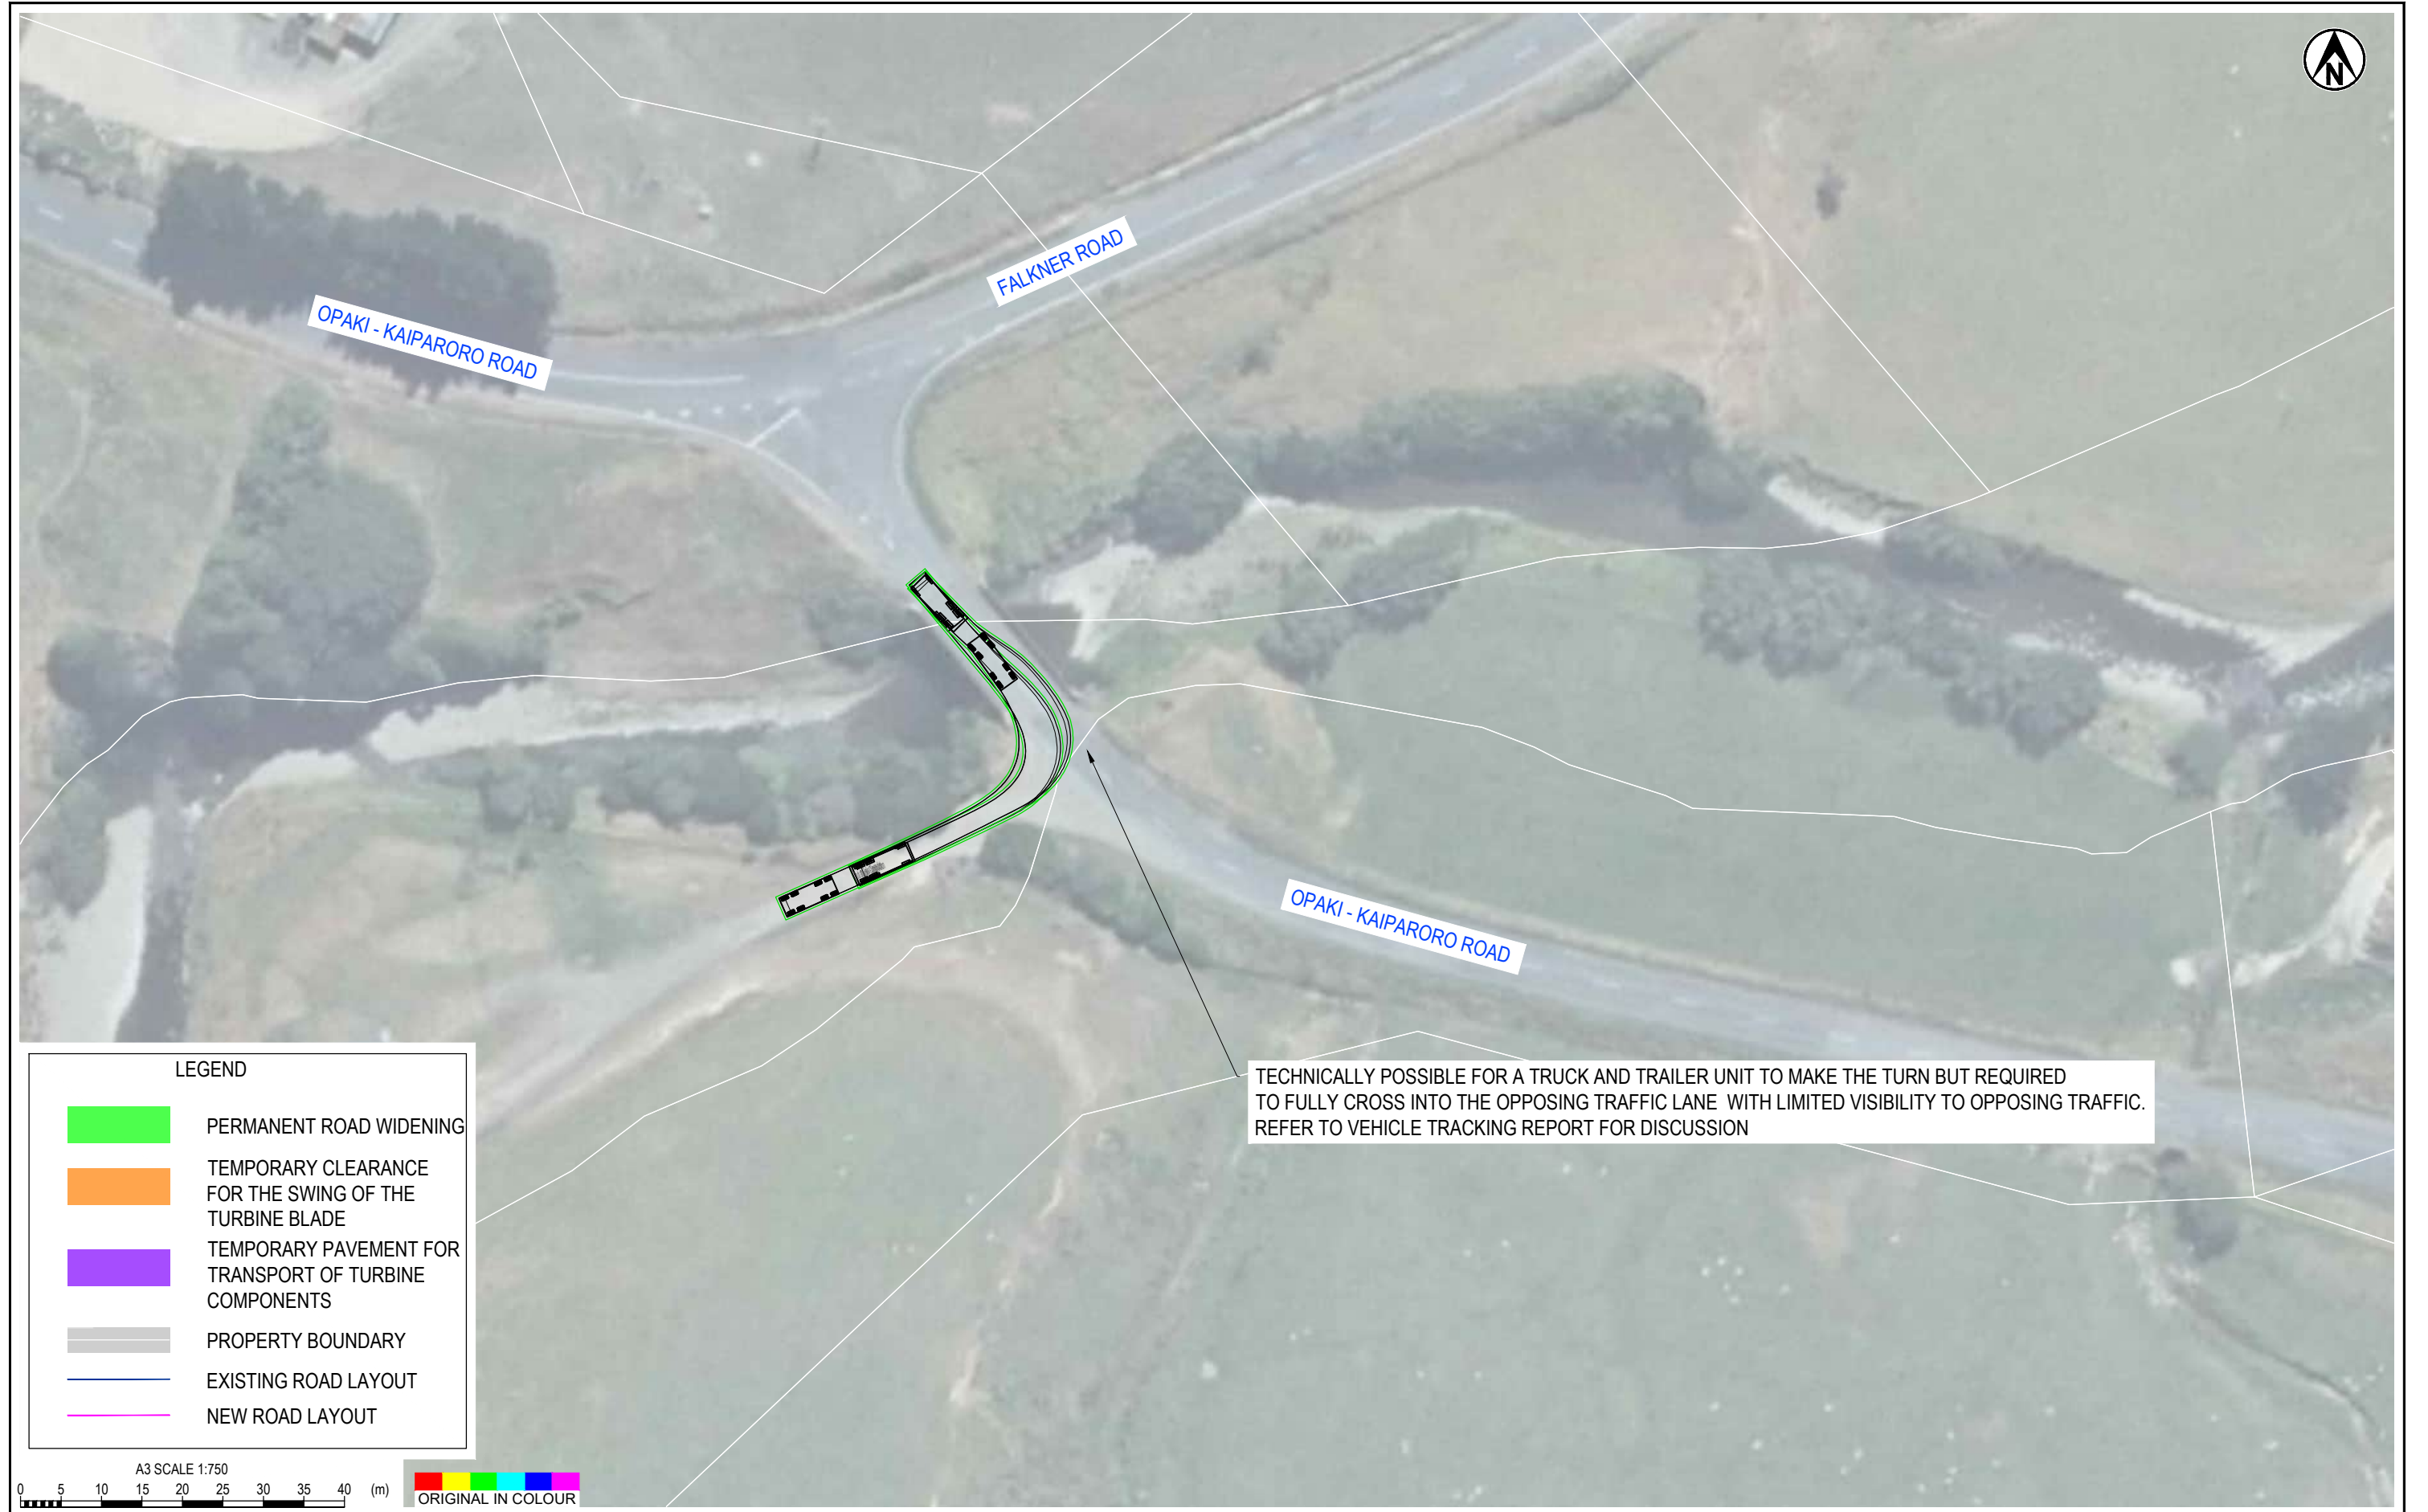 N
FALKNER ROAD
OPAKI - KAIPARORO ROAD
OPAKI - KAIPARORO ROAD
TECHNICALLY POSSIBLE FOR A TRUCK AND TRAILER UNIT TO MAKE THE TURN BUT REQUIRED
TO FULLY CROSS INTO THE OPPOSING TRAFFIC LANE WITH LIMITED VISIBILITY TO OPPOSING TRAFFIC.
REFER TO VEHICLE TRACKING REPORT FOR DISCUSSION
LEGEND
PERMANENT ROAD WIDENING
TEMPORARY CLEARANCE
FOR THE SWING OF THE
TURBINE BLADE
TEMPORARY PAVEMENT FOR
TRANSPORT OF TURBINE
COMPONENTS
PROPERTY BOUNDARY
EXISTING ROAD LAYOUT
NEW ROAD LAYOUT
A3 SCALE 1:750
0 5 10 15 20 25 30 35 40 (m)
ORIGINAL IN COLOUR